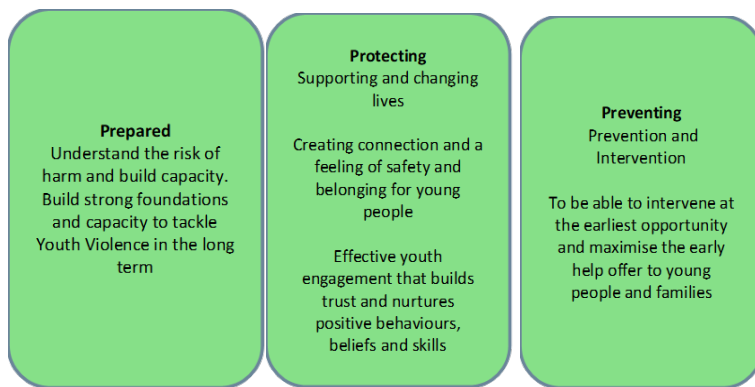 Prepared
Understand the risk of
harm and build capacity.
Build strong foundations
and capacity to tackle
Youth Violence in the long
term
Protecting
Supporting and changing
lives
Creating connection and a
feeling of safety and
belonging for young
people
Effective youth
engagement that builds
trust and nurtures
positive behaviours,
beliefs and skills
Preventing
Prevention and
Intervention
To be able to intervene at
the earliest opportunity
and maximise the early
help offer to young
people and families